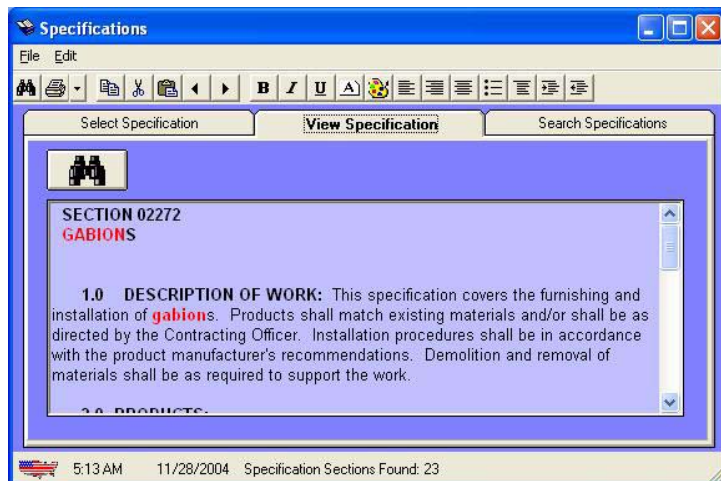 Specifications
File Edit
B I U A
Select Specification View Specification Search Specifications
SECTION 02272
GABIONS
1.0 DESCRIPTION OF WORK: This specification covers the furnishing and
installation of gabions. Products shall match existing materials and/or shall be as
directed by the Contracting Officer. Installation procedures shall be in accordance
with the product manufacturer's recommendations. Demolition and removal of
materials shall be as required to support the work.
2.0 PRODUCTS:
5:13 AM 11/28/2004 Specification Sections Found: 23